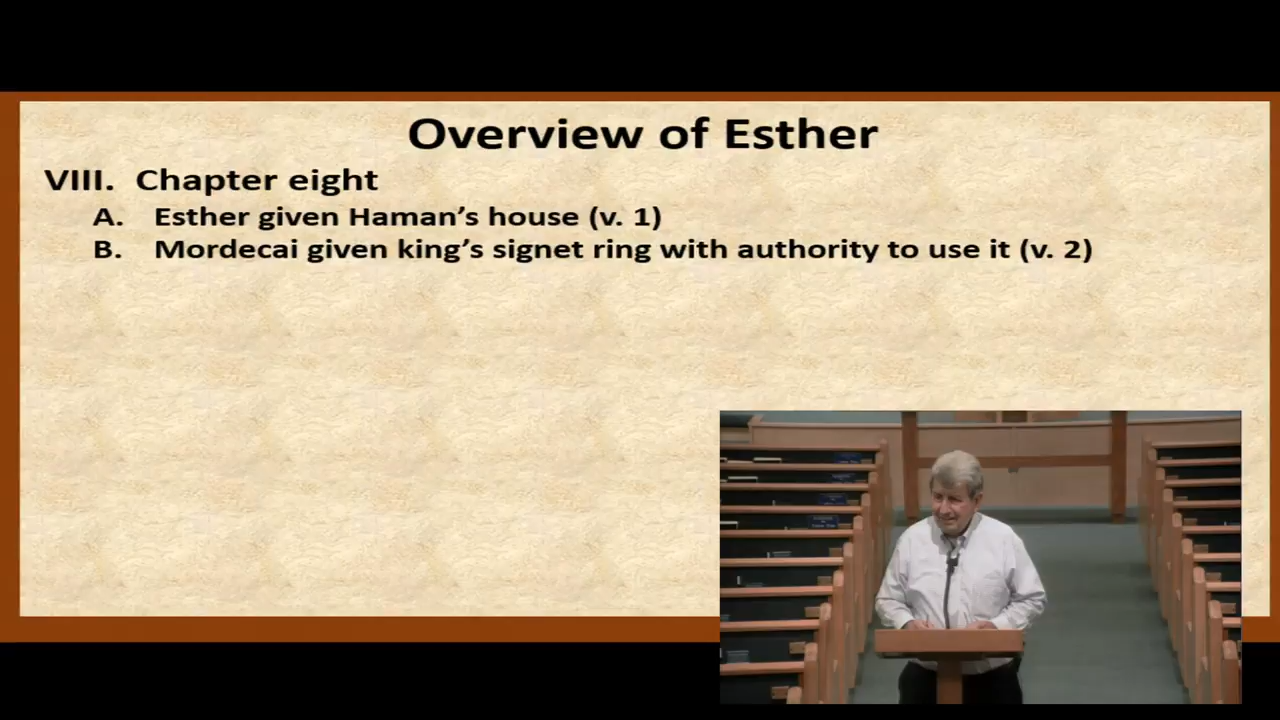 Overview of Esther
VIII. Chapter eight
A. Esther given Haman’s house (v. 1)
B. Mordecai given king’s signet ring with authority to use it (v. 2)